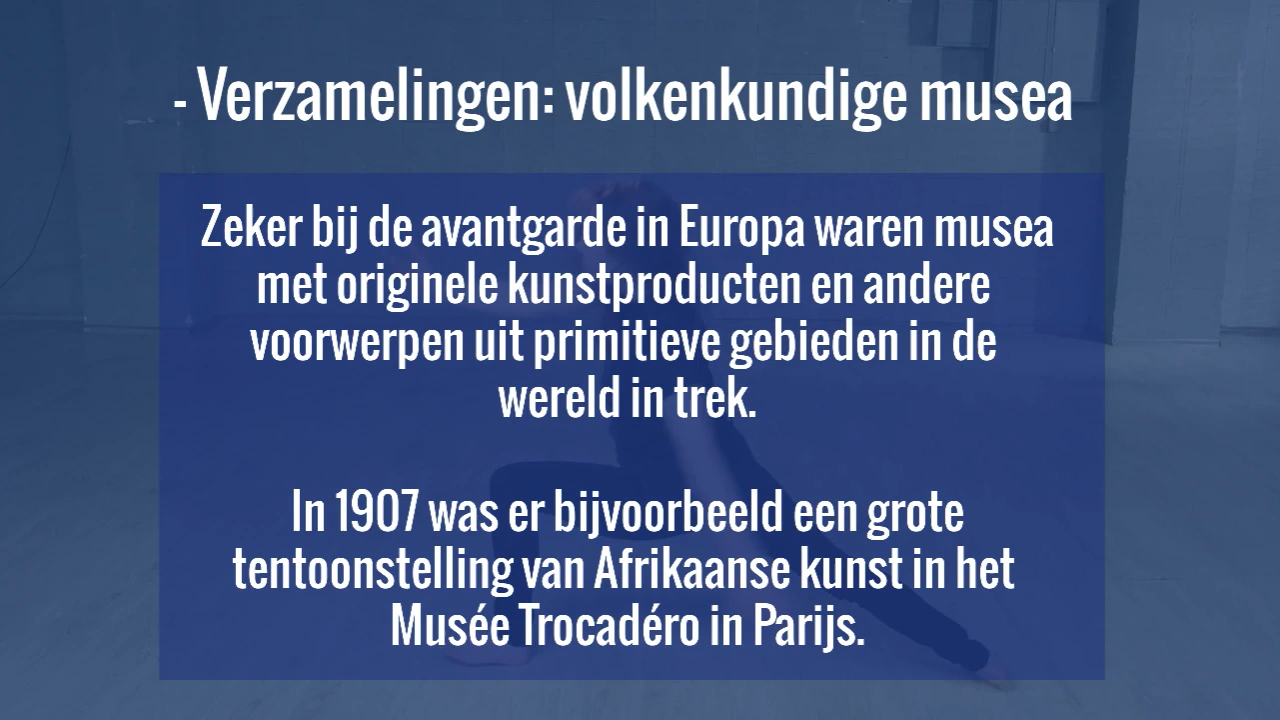 - Verzamelingen: volkenkundige musea
Zeker bij de avantgarde in Europa waren musea
met originele kunstproducten en andere
voorwerpen uit primitieve gebieden in de
wereld in trek.
In 1907 was er bijvoorbeeld een grote
tentoonstelling van Afrikaanse kunst in het
Musée Trocadéro in Parijs.